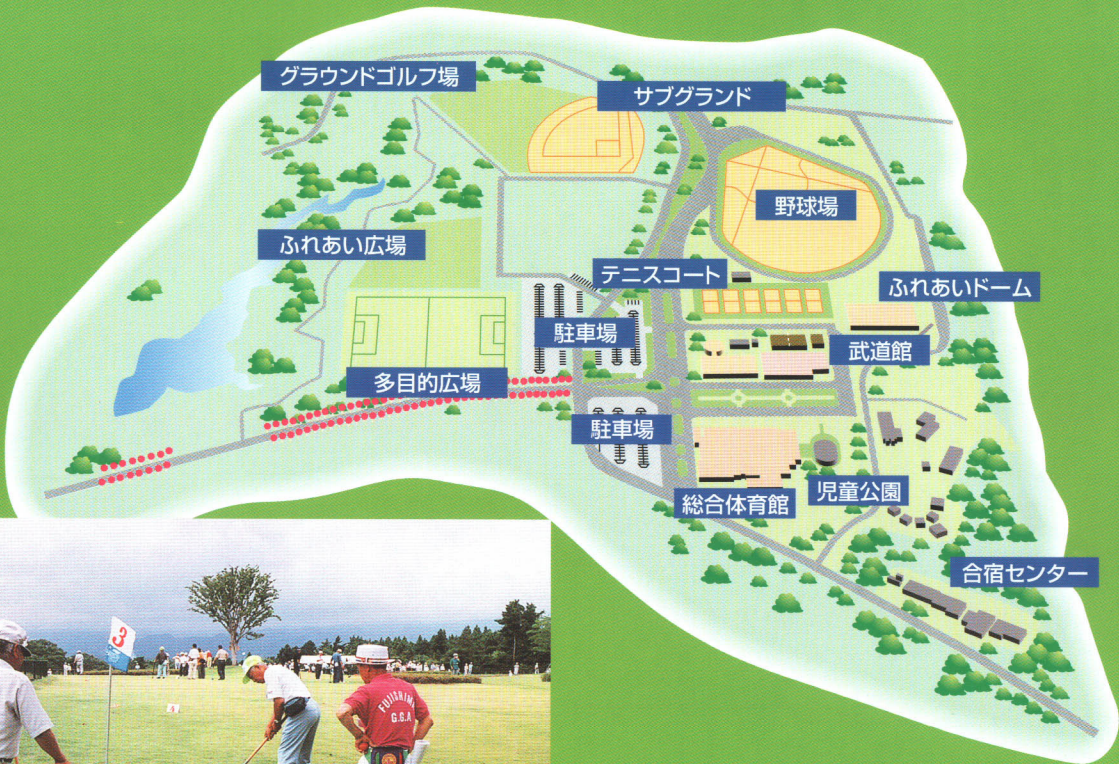 グラウンドゴルフ場
サブグランド
野球場
ふれあい広場
テニスコート
ふれあいドーム
駐車場
武道館
多目的広場
駐車場
児童公園
総合体育館
合宿センター
3
FUJISHIMA
G.G.A